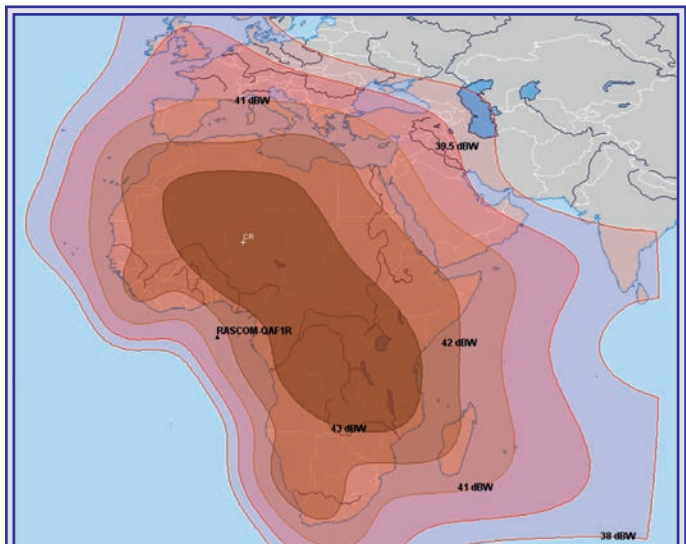 41 dBW
39.5 dBW
CR
RASCOM-QAF1R
42 dBW
43 dBW
41 dBW
38 dBW